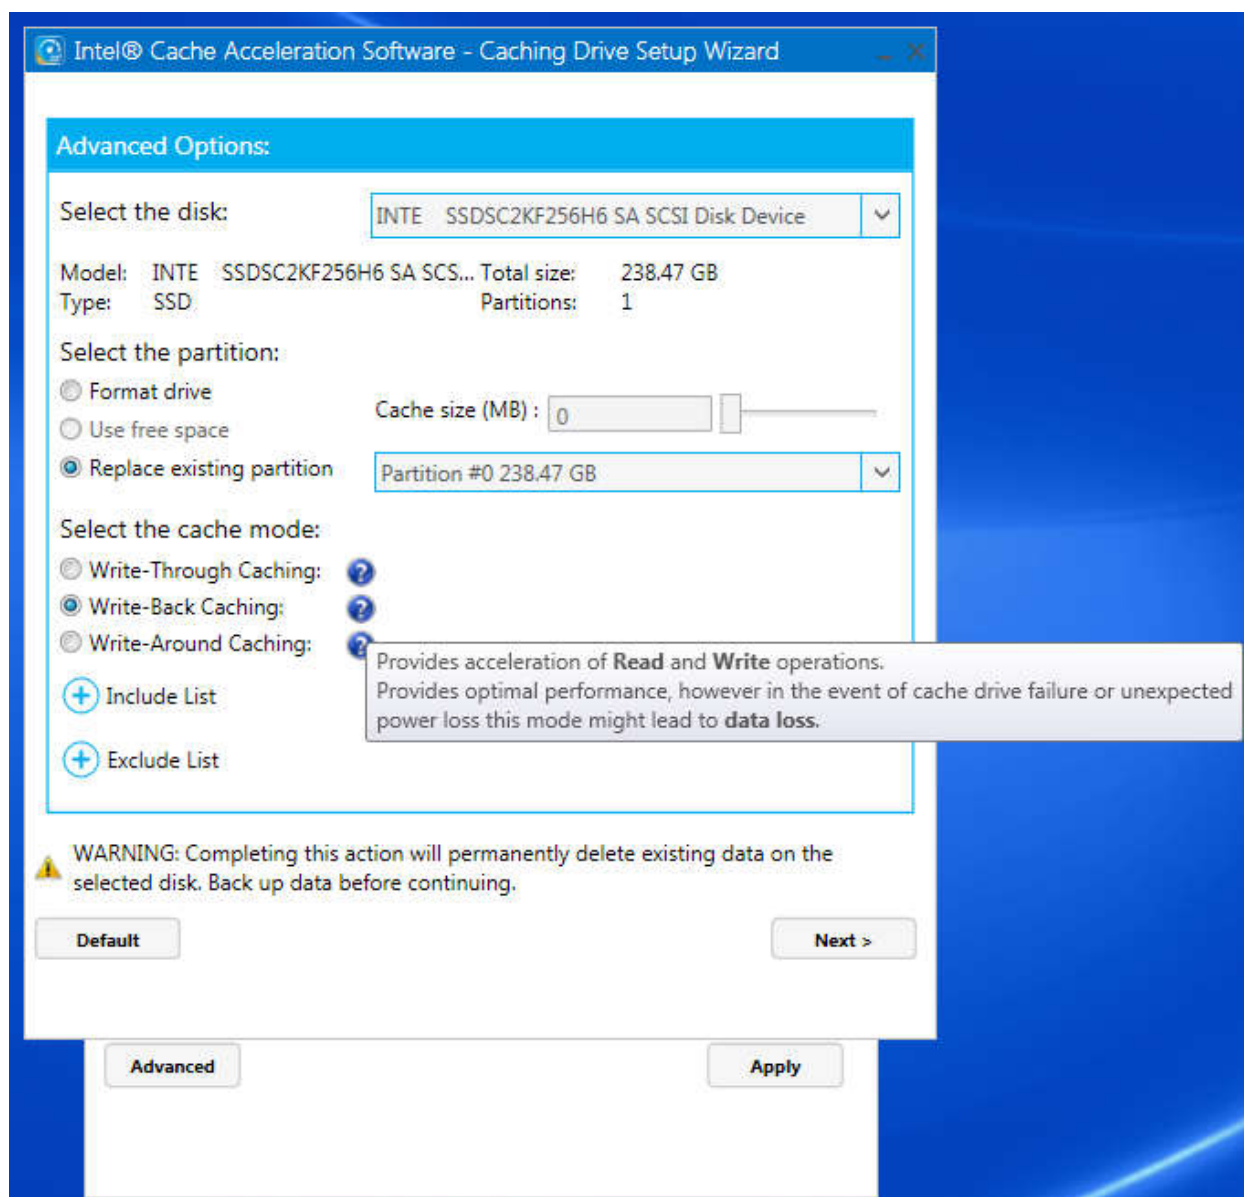 Intel® Cache Acceleration Software - Caching Drive Setup Wizard
Advanced Options:
Select the disk:
INTE SSDSC2KF256H6 SA SCSI Disk Device
Model: INTE SSDSC2KF256H6 SA SCS... Total size: 238.47 GB
Type: SSD Partitions: 1
Select the partition:
Format drive
Cache size (MB) : 0
Use free space
Replace existing partition
Partition #0 238.47 GB
Select the cache mode:
Write-Through Caching: ?
Write-Back Caching: ?
Write-Around Caching: ?
Provides acceleration of Read and Write operations.
Provides optimal performance, however in the event of cache drive failure or unexpected
power loss this mode might lead to data loss.
Include List
Exclude List
WARNING: Completing this action will permanently delete existing data on the
selected disk. Back up data before continuing.
Default
Next >
Advanced
Apply